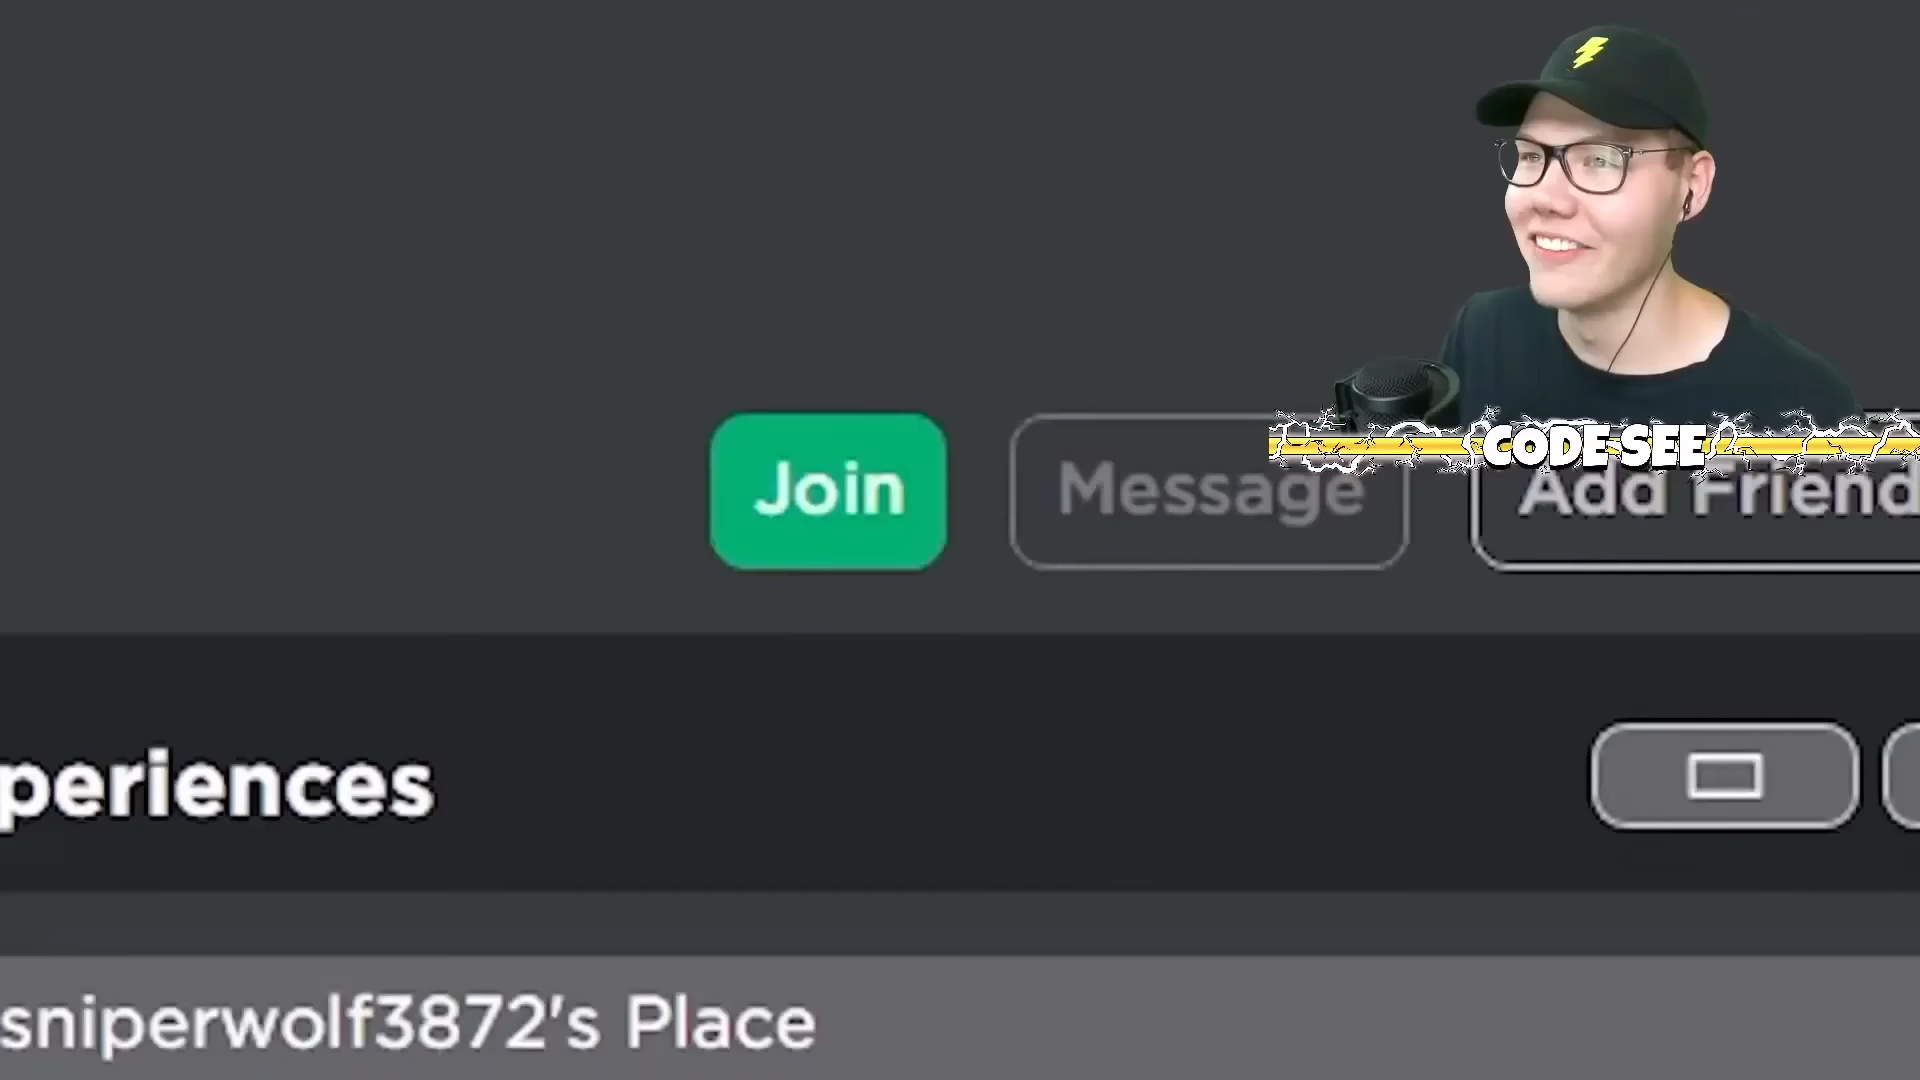 CODE SEE
Join
Message
Add Friend
periences
sniperwolf3872's Place